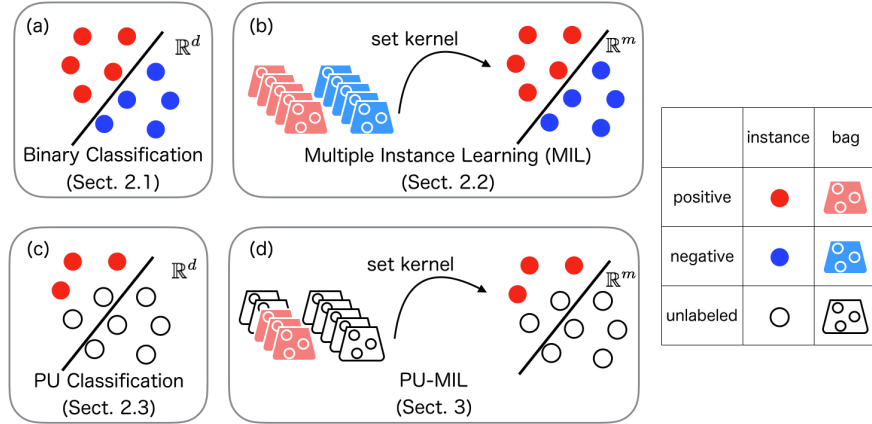 (a)
ℝ^d
Binary Classification
(Sect. 2.1)
(b)
set kernel
ℝ^m
Multiple Instance Learning (MIL)
(Sect. 2.2)
(c)
ℝ^d
PU Classification
(Sect. 2.3)
(d)
set kernel
ℝ^m
PU-MIL
(Sect. 3)
instance bag
positive
negative
unlabeled